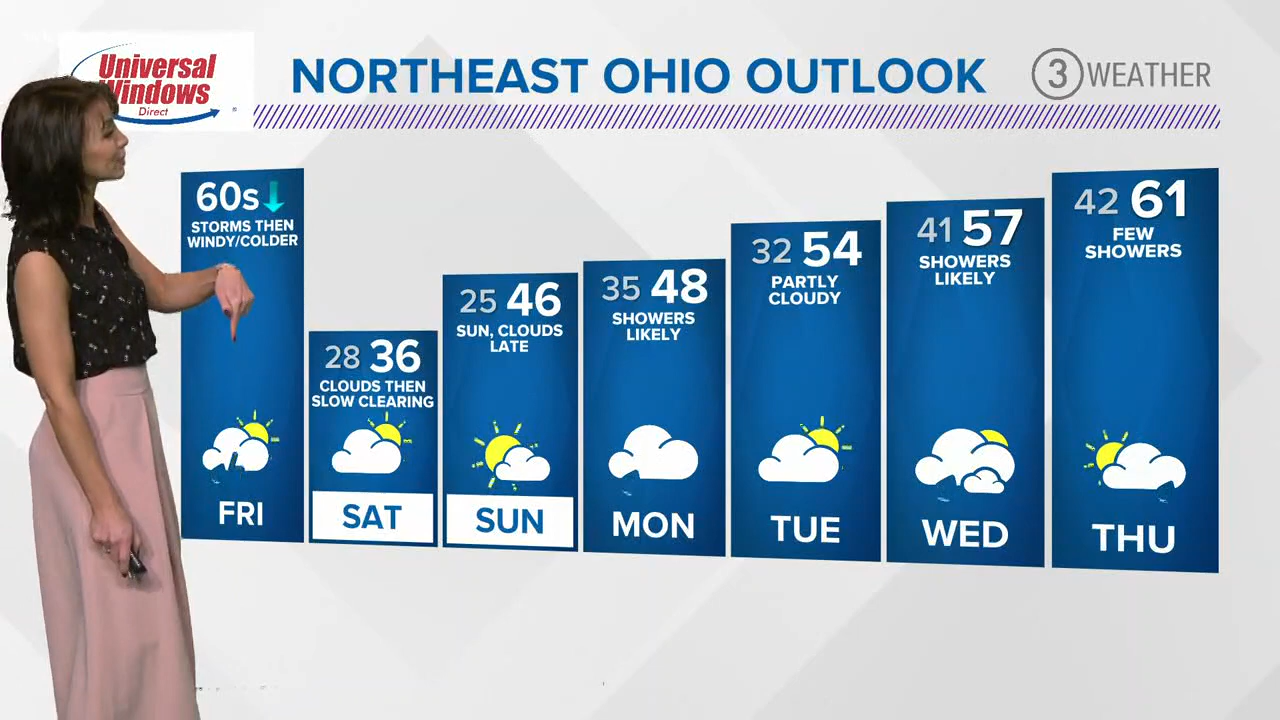 Universal
Windows
Direct
NORTHEAST OHIO OUTLOOK
3 WEATHER
60s
STORMS THEN
WINDY/COLDER
FRI
28 36
CLOUDS THEN
SLOW CLEARING
SAT
25 46
SUN, CLOUDS
LATE
SUN
35 48
SHOWERS
LIKELY
MON
32 54
PARTLY
CLOUDY
TUE
41 57
SHOWERS
LIKELY
WED
42 61
FEW
SHOWERS
THU